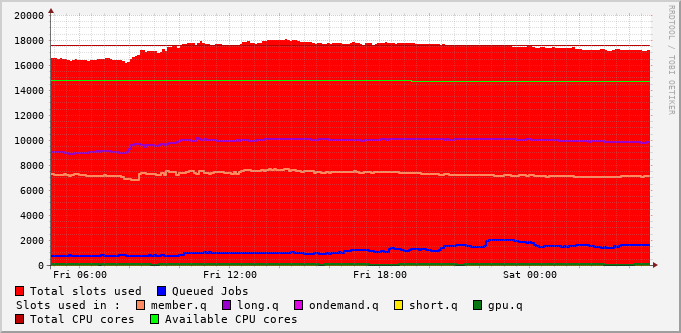 20000
18000
16000
14000
12000
10000
8000
6000
4000
2000
0
Fri 06:00 Fri 12:00 Fri 18:00 Sat 00:00
Total slots used Queued Jobs
Slots used in : member.q long.q ondemand.q short.q gpu.q
Total CPU cores Available CPU cores
RRDTOOL / TOBI OETIKER